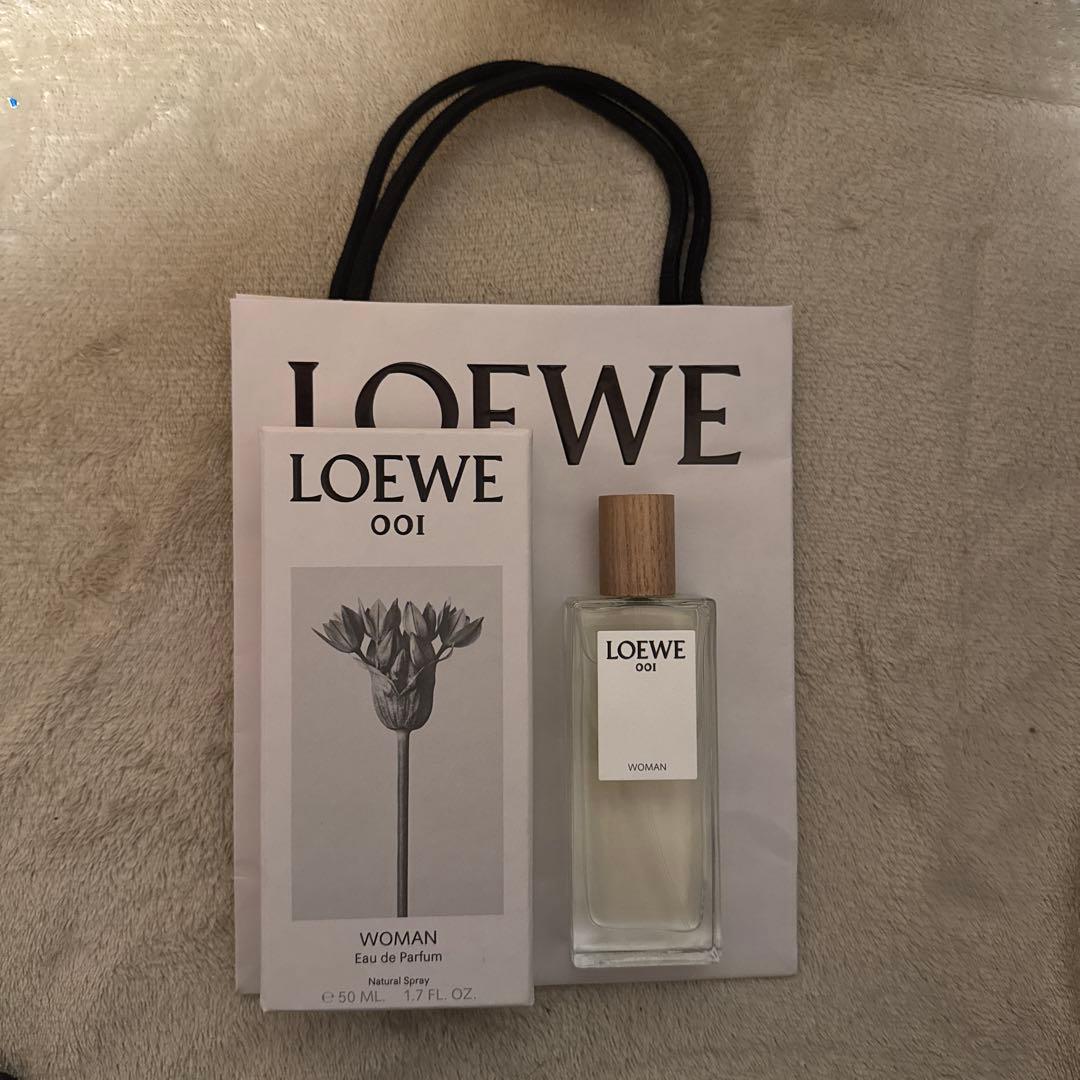 LOEWE
LOEWE
001
WOMAN
Eau de Parfum
Natural Spray
℮ 50 ML. 1.7 FL. OZ.
LOEWE
001
WOMAN